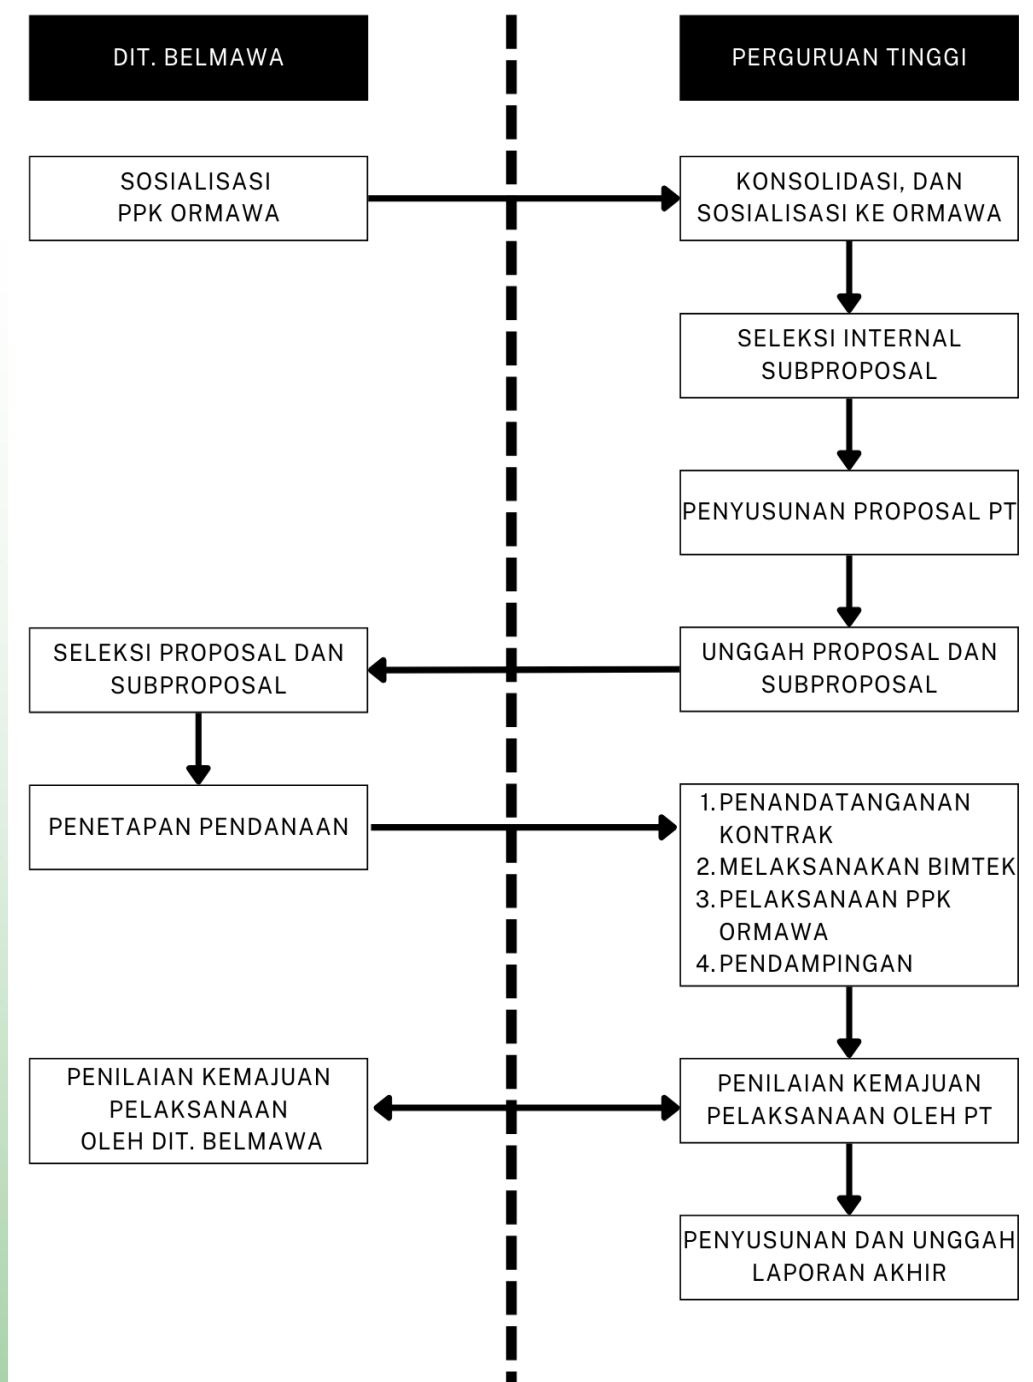 DIT. BELMAWA
PERGURUAN TINGGI
SOSIALISASI
PPK ORMAWA
KONSOLIDASI, DAN
SOSIALISASI KE ORMAWA
SELEKSI INTERNAL
SUBPROPOSAL
PENYUSUNAN PROPOSAL PT
UNGGAH PROPOSAL DAN
SUBPROPOSAL
SELEKSI PROPOSAL DAN
SUBPROPOSAL
PENETAPAN PENDANAAN
1. PENANDATANGANAN
KONTRAK
2. MELAKSANAKAN BIMTEK
3. PELAKSANAAN PPK
ORMAWA
4. PENDAMPINGAN
PENILAIAN KEMAJUAN
PELAKSANAAN
OLEH DIT. BELMAWA
PENILAIAN KEMAJUAN
PELAKSANAAN OLEH PT
PENYUSUNAN DAN UNGGAH
LAPORAN AKHIR